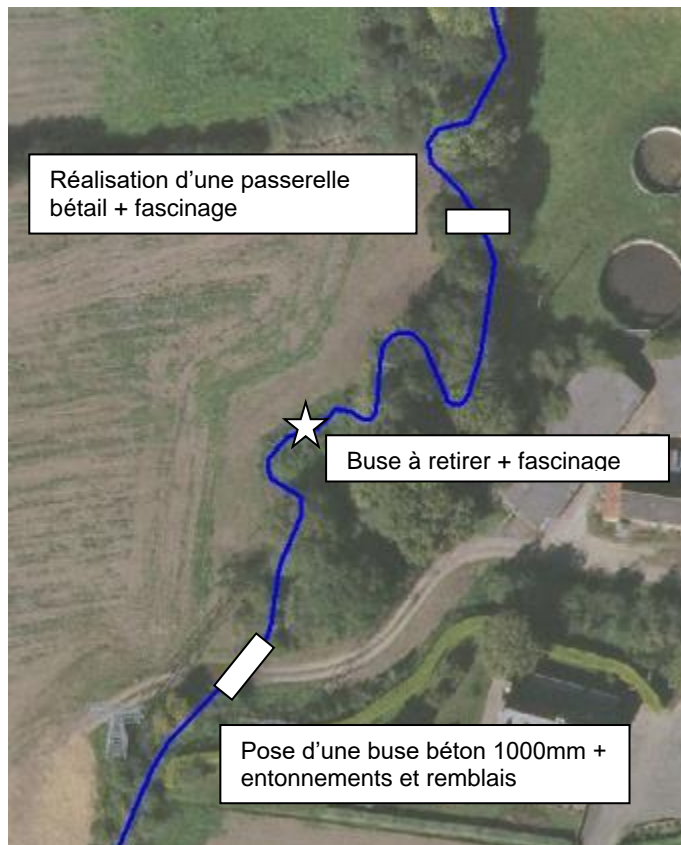 Réalisation d’une passerelle
bétail + fascinage
Buse à retirer + fascinage
Pose d’une buse béton 1000mm +
entonnements et remblais